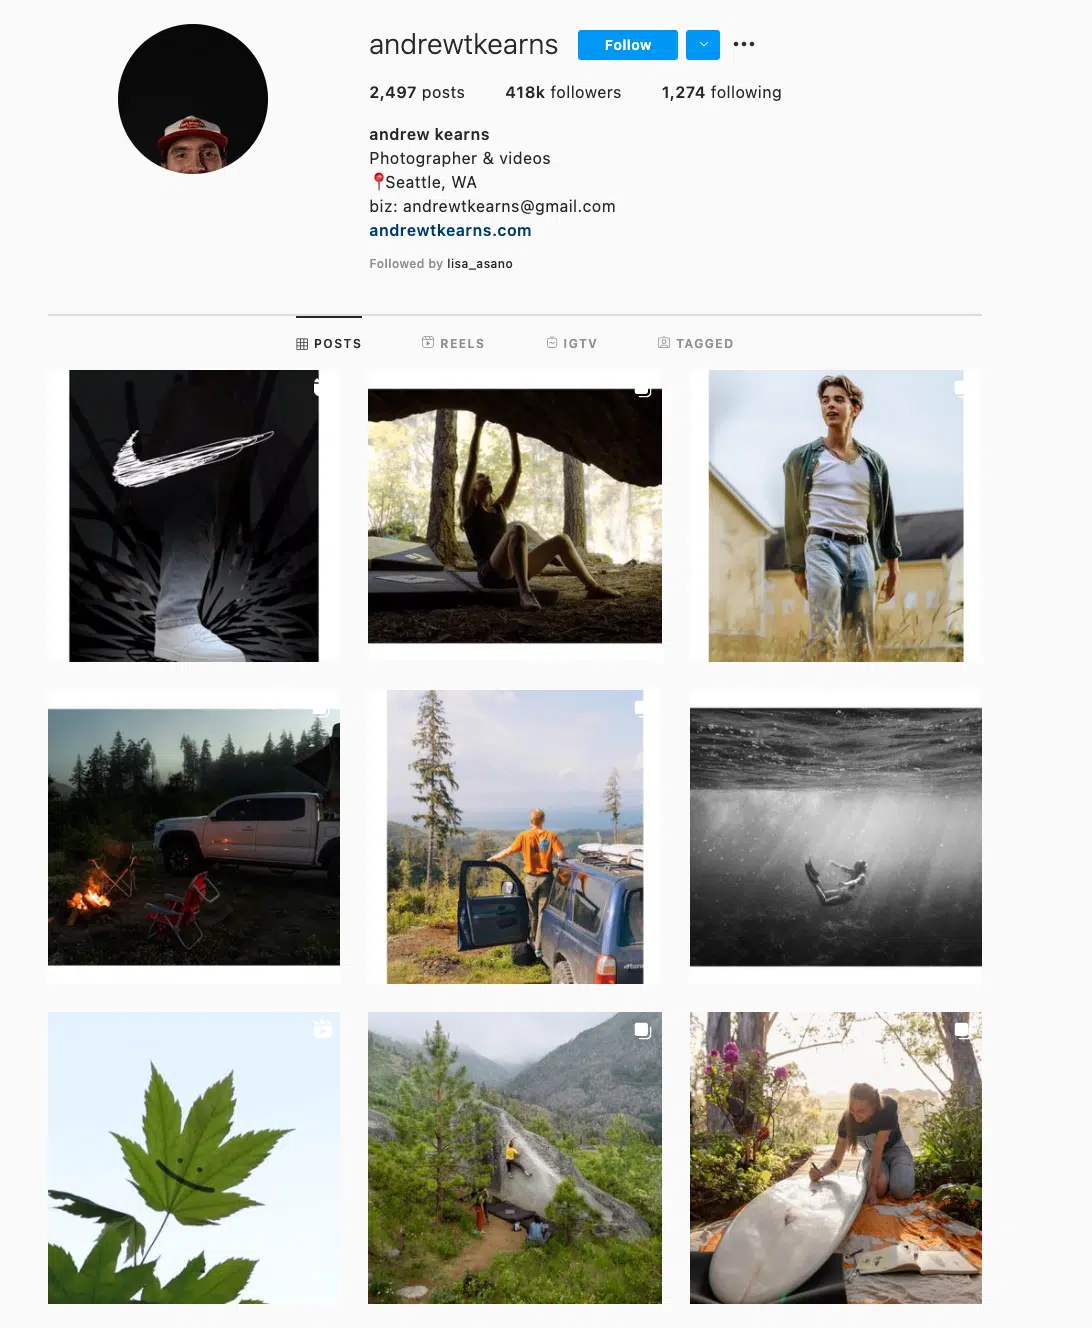 andrewtkearns Follow
2,497 posts 418k followers 1,274 following
andrew kearns
Photographer & videos
📍Seattle, WA
biz: andrewtkearns@gmail.com
andrewtkearns.com
Followed by lisa_asano
POSTS REELS IGTV TAGGED